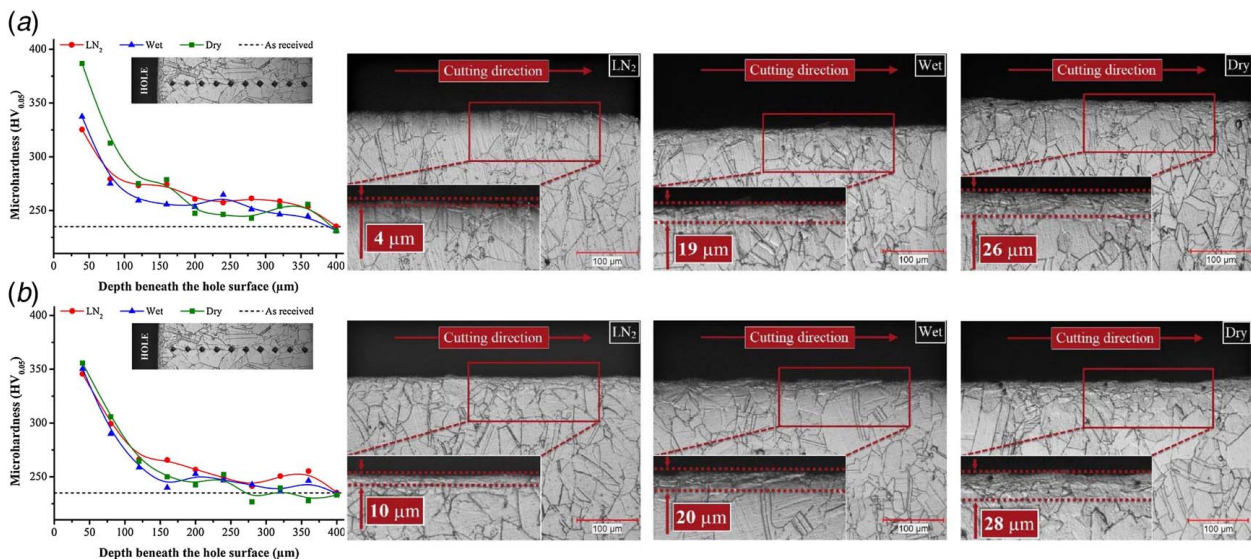 (a)
LN2 Wet Dry As received
400
350
300
250
0 50 100 150 200 250 300 350 400
Microhardness (HV0.05)
Depth beneath the hole surface (µm)
HOLE
Cutting direction
LN2
4 µm
100 µm
Cutting direction
Wet
19 µm
100 µm
Cutting direction
Dry
26 µm
100 µm
(b)
LN2 Wet Dry As received
400
350
300
250
0 50 100 150 200 250 300 350 400
Microhardness (HV0.05)
Depth beneath the hole surface (µm)
HOLE
Cutting direction
LN2
10 µm
100 µm
Cutting direction
Wet
20 µm
100 µm
Cutting direction
Dry
28 µm
100 µm